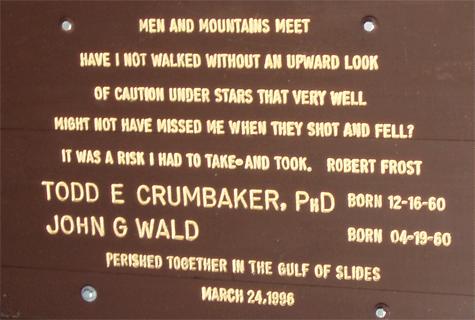 MEN AND MOUNTAINS MEET
HAVE I NOT WALKED WITHOUT AN UPWARD LOOK
OF CAUTION UNDER STARS THAT VERY WELL
MIGHT NOT HAVE MISSED ME WHEN THEY SHOT AND FELL?
IT WAS A RISK I HAD TO TAKE-AND TOOK. ROBERT FROST
TODD E CRUMBAKER, PHD BORN 12-16-60
JOHN G WALD BORN 04-19-60
PERISHED TOGETHER IN THE GULF OF SLIDES
MARCH 24,1996